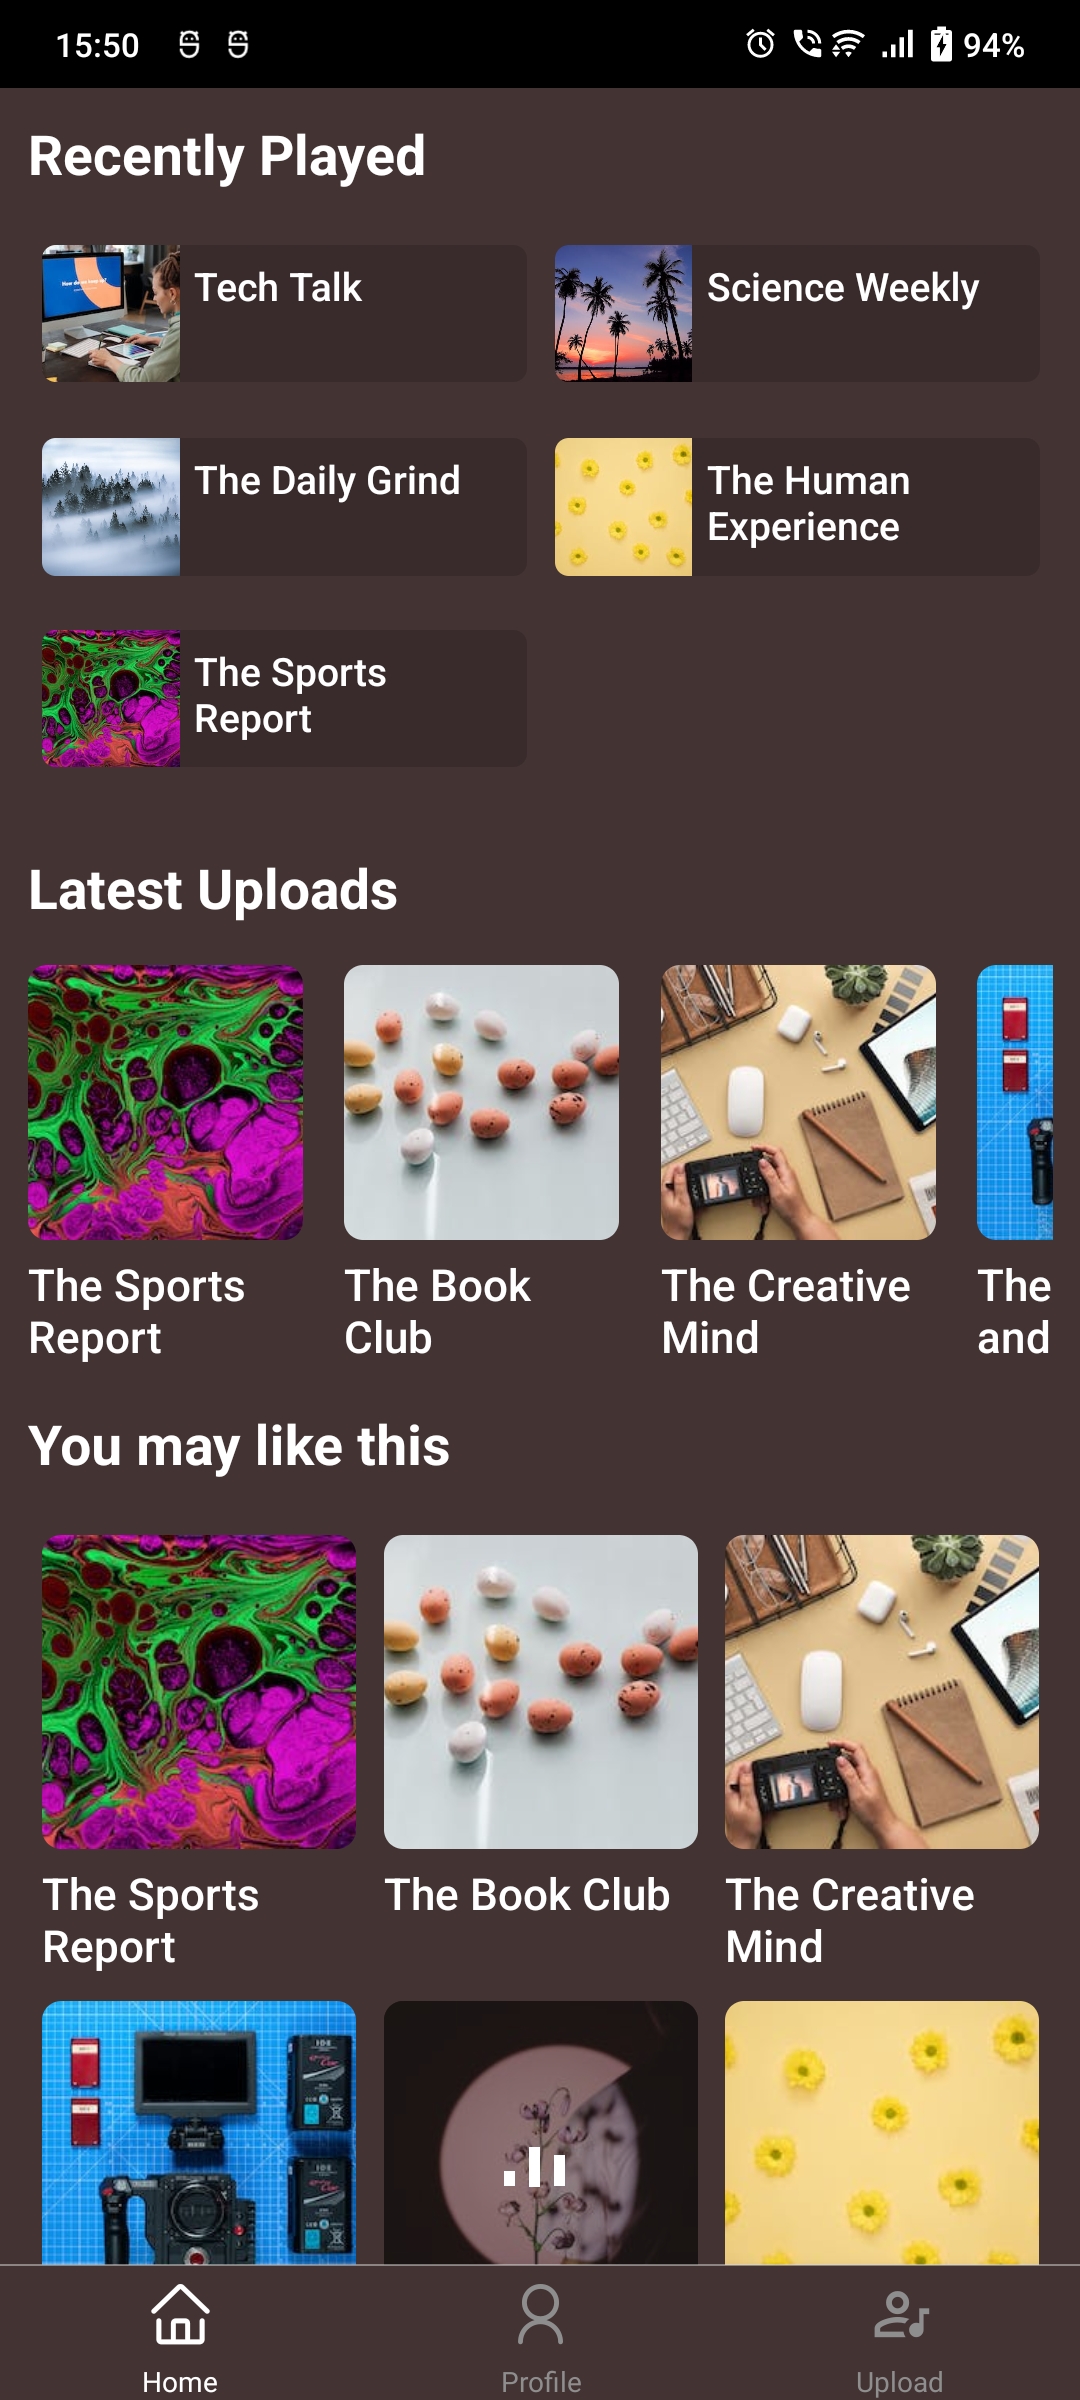 15:50
94%
Recently Played
Tech Talk
Science Weekly
The Daily Grind
The Human
Experience
The Sports
Report
Latest Uploads
The Sports
Report
The Book
Club
The Creative
Mind
The
and
You may like this
The Sports
Report
The Book Club
The Creative
Mind
Home
Profile
Upload